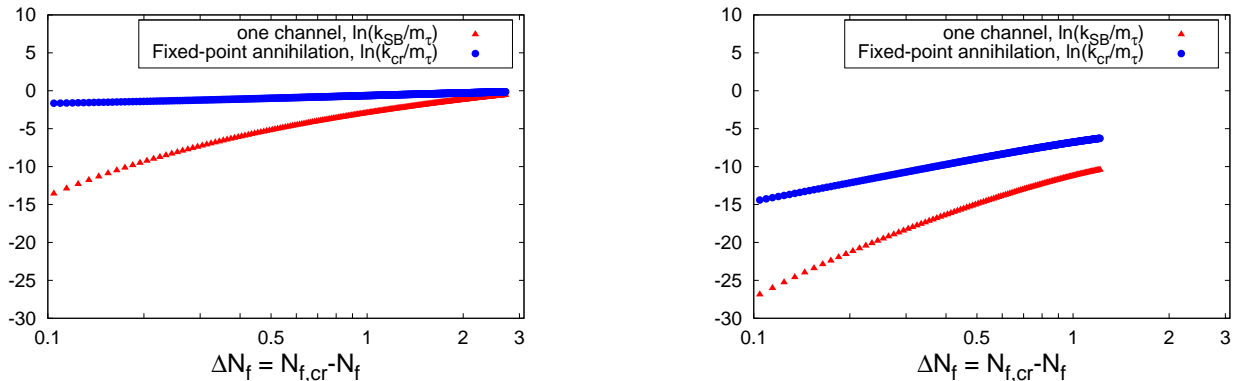 10
one channel, ln(k_SB/m_τ)
5
Fixed-point annihilation, ln(k_cr/m_τ)
0
-5
-10
-15
-20
-25
-30
0.1 0.5 1 2 3
ΔN_f = N_f,cr-N_f
10
one channel, ln(k_SB/m_τ)
5
Fixed-point annihilation, ln(k_cr/m_τ)
0
-5
-10
-15
-20
-25
-30
0.1 0.5 1 2 3
ΔN_f = N_f,cr-N_f